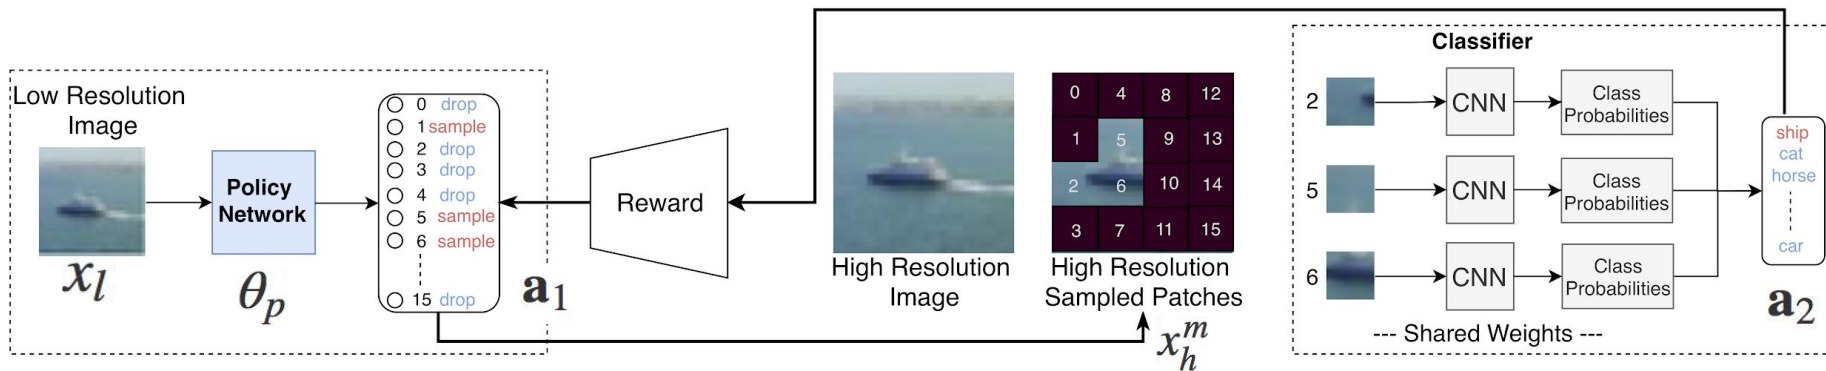 Low Resolution
Image
x_l
Policy
Network
θ_p
0 drop
1 sample
2 drop
3 drop
4 drop
5 sample
6 sample
15 drop
a_1
Reward
High Resolution
Image
0 4 8 12
1 5 9 13
2 6 10 14
3 7 11 15
High Resolution
Sampled Patches
x_h^m
Classifier
2 CNN Class
Probabilities
5 CNN Class
Probabilities
6 CNN Class
Probabilities
--- Shared Weights ---
ship
cat
horse
car
a_2